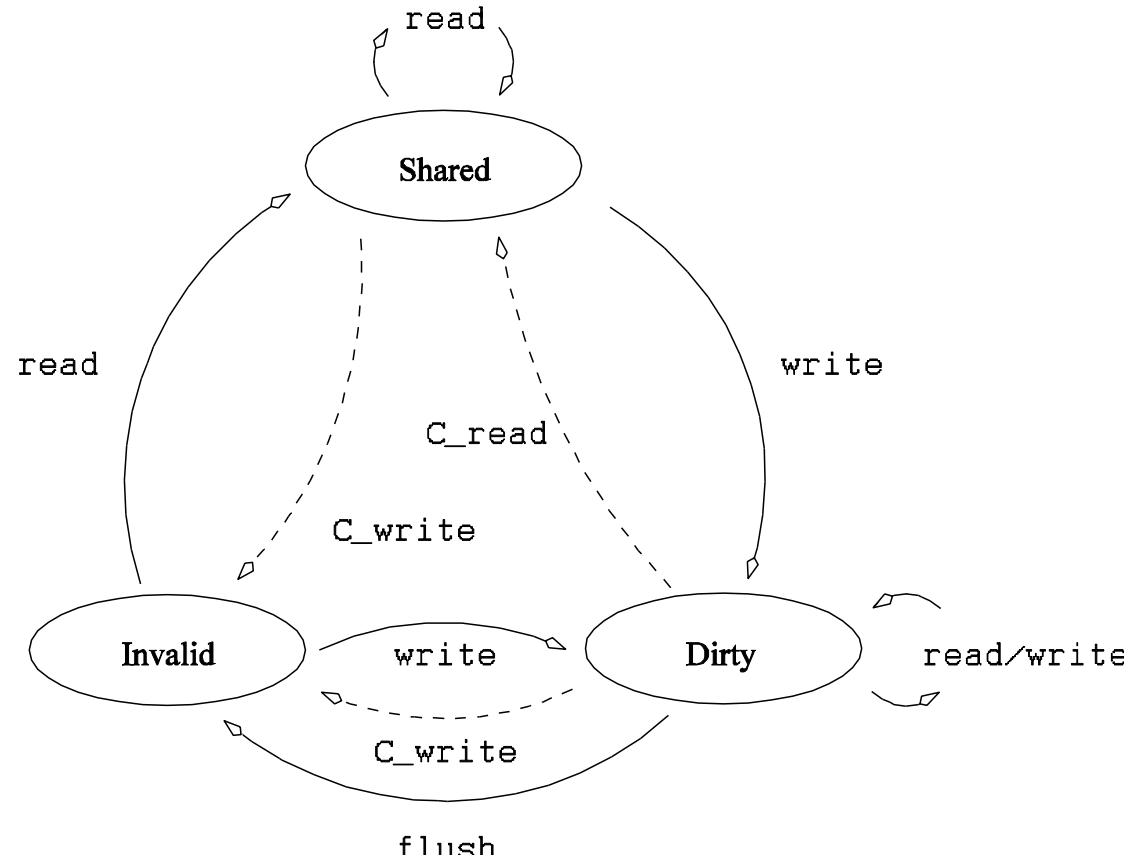 read
Shared
read
write
C_read
C_write
Invalid
write
Dirty
read/write
C_write
flush